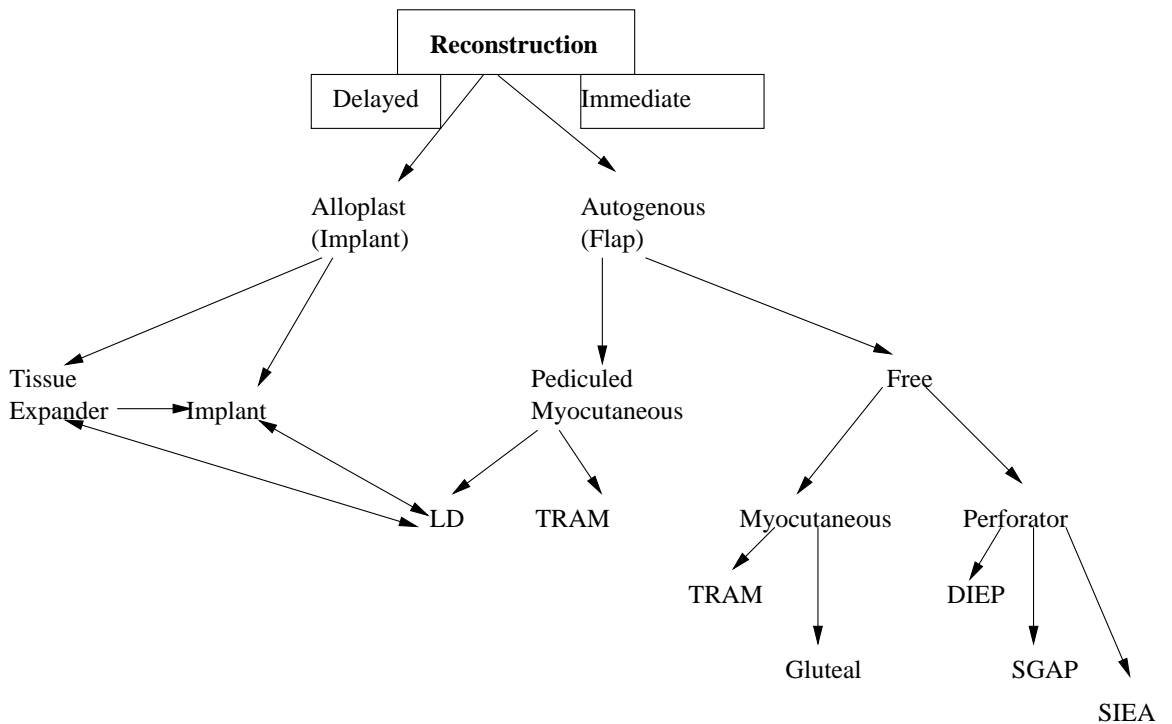 Reconstruction
Delayed
Immediate
Alloplast
(Implant)
Autogenous
(Flap)
Tissue
Expander
Implant
Pediculed
Myocutaneous
Free
LD
TRAM
Myocutaneous
Perforator
TRAM
DIEP
Gluteal
SGAP
SIEA